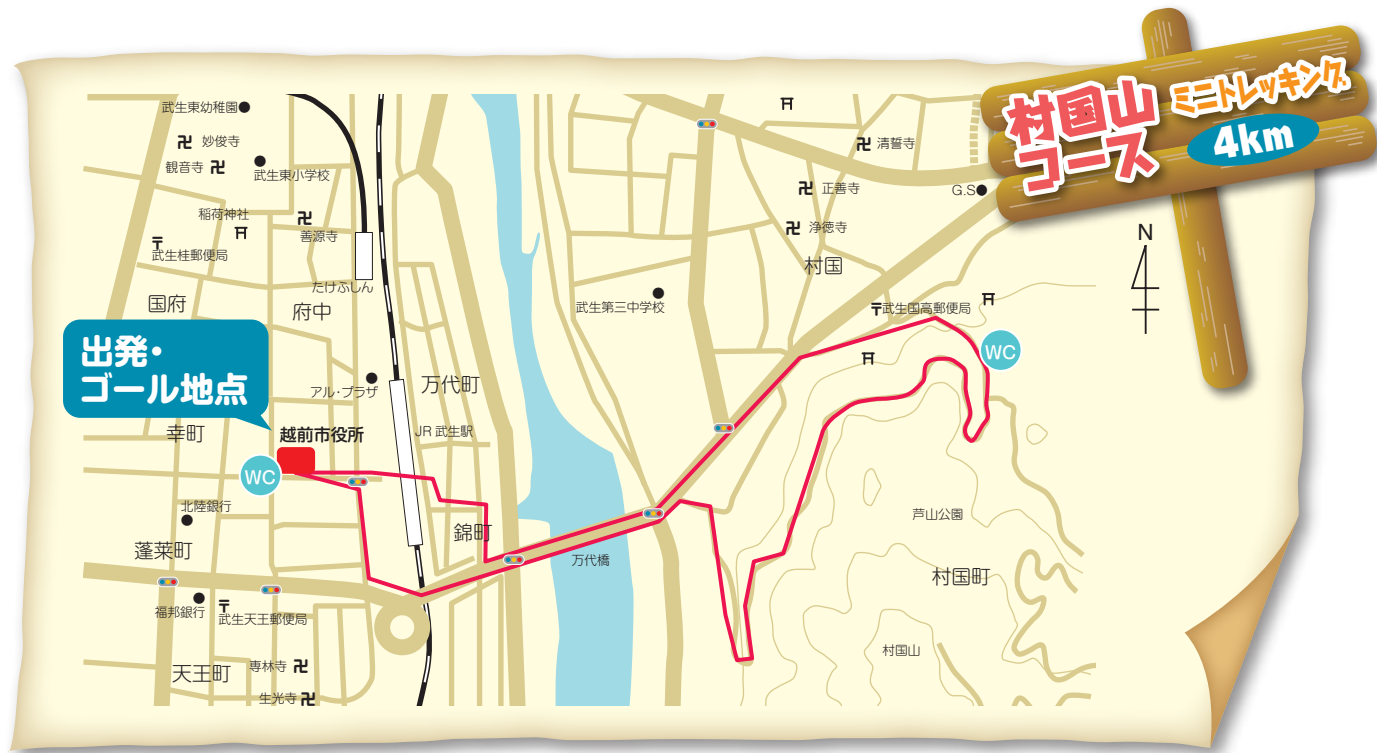 村国山
コース
ミニトレッキング
4km
N
武生東幼稚園
妙俊寺
観音寺
武生東小学校
稲荷神社
善源寺
武生桂郵便局
たけふしん
国府
府中
出発・
ゴール地点
幸町
アル・プラザ
万代町
越前市役所
JR 武生駅
WC
北陸銀行
蓬莱町
錦町
福邦銀行
武生天王郵便局
天王町
専林寺
生光寺
万代橋
清誓寺
正善寺
G.S
浄徳寺
村国
武生第三中学校
武生国高郵便局
WC
芦山公園
村国町
村国山